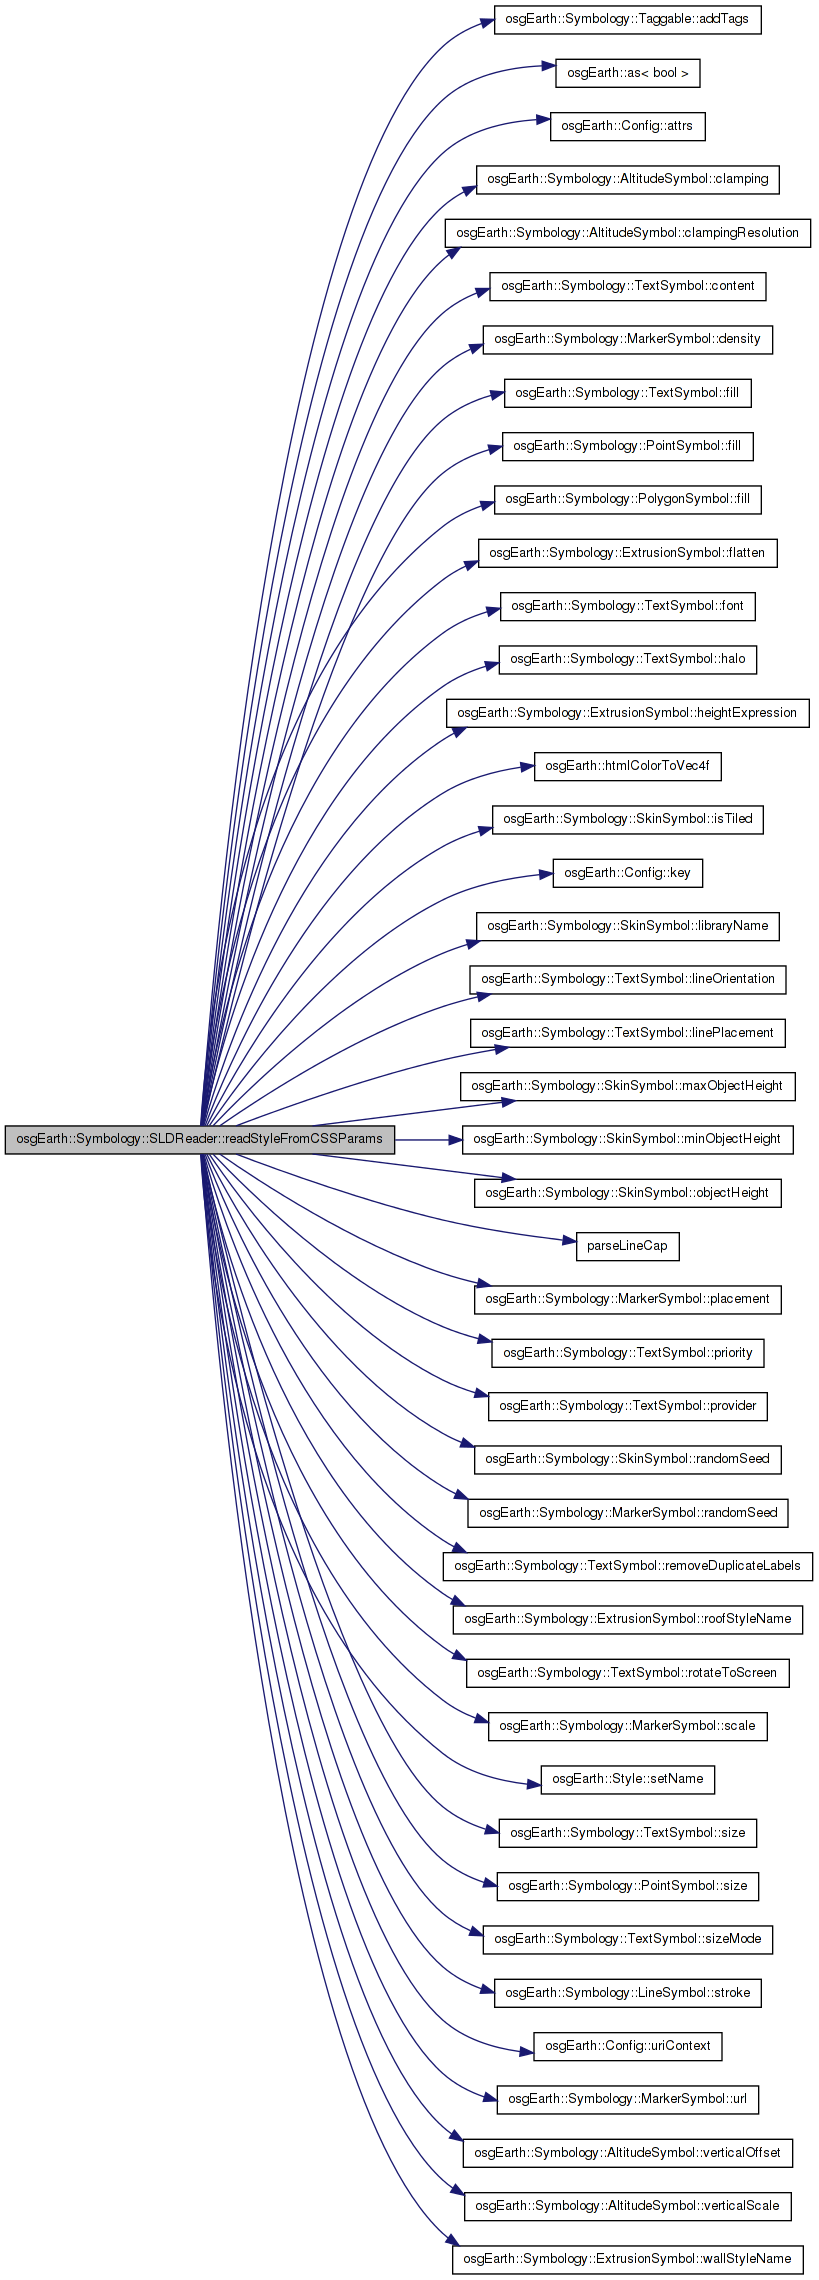 osgEarth::Symbology::Taggable::addTags
osgEarth::as< bool >
osgEarth::Config::attrs
osgEarth::Symbology::AltitudeSymbol::clamping
osgEarth::Symbology::AltitudeSymbol::clampingResolution
osgEarth::Symbology::TextSymbol::content
osgEarth::Symbology::MarkerSymbol::density
osgEarth::Symbology::TextSymbol::fill
osgEarth::Symbology::PointSymbol::fill
osgEarth::Symbology::PolygonSymbol::fill
osgEarth::Symbology::ExtrusionSymbol::flatten
osgEarth::Symbology::TextSymbol::font
osgEarth::Symbology::TextSymbol::halo
osgEarth::Symbology::ExtrusionSymbol::heightExpression
osgEarth::htmlColorToVec4f
osgEarth::Symbology::SkinSymbol::isTiled
osgEarth::Config::key
osgEarth::Symbology::SkinSymbol::libraryName
osgEarth::Symbology::TextSymbol::lineOrientation
osgEarth::Symbology::TextSymbol::linePlacement
osgEarth::Symbology::SkinSymbol::maxObjectHeight
osgEarth::Symbology::SLDReader::readStyleFromCSSParams
osgEarth::Symbology::SkinSymbol::minObjectHeight
osgEarth::Symbology::SkinSymbol::objectHeight
parseLineCap
osgEarth::Symbology::MarkerSymbol::placement
osgEarth::Symbology::TextSymbol::priority
osgEarth::Symbology::TextSymbol::provider
osgEarth::Symbology::SkinSymbol::randomSeed
osgEarth::Symbology::MarkerSymbol::randomSeed
osgEarth::Symbology::TextSymbol::removeDuplicateLabels
osgEarth::Symbology::ExtrusionSymbol::roofStyleName
osgEarth::Symbology::TextSymbol::rotateToScreen
osgEarth::Symbology::MarkerSymbol::scale
osgEarth::Style::setName
osgEarth::Symbology::TextSymbol::size
osgEarth::Symbology::PointSymbol::size
osgEarth::Symbology::TextSymbol::sizeMode
osgEarth::Symbology::LineSymbol::stroke
osgEarth::Config::uriContext
osgEarth::Symbology::MarkerSymbol::url
osgEarth::Symbology::AltitudeSymbol::verticalOffset
osgEarth::Symbology::AltitudeSymbol::verticalScale
osgEarth::Symbology::ExtrusionSymbol::wallStyleName